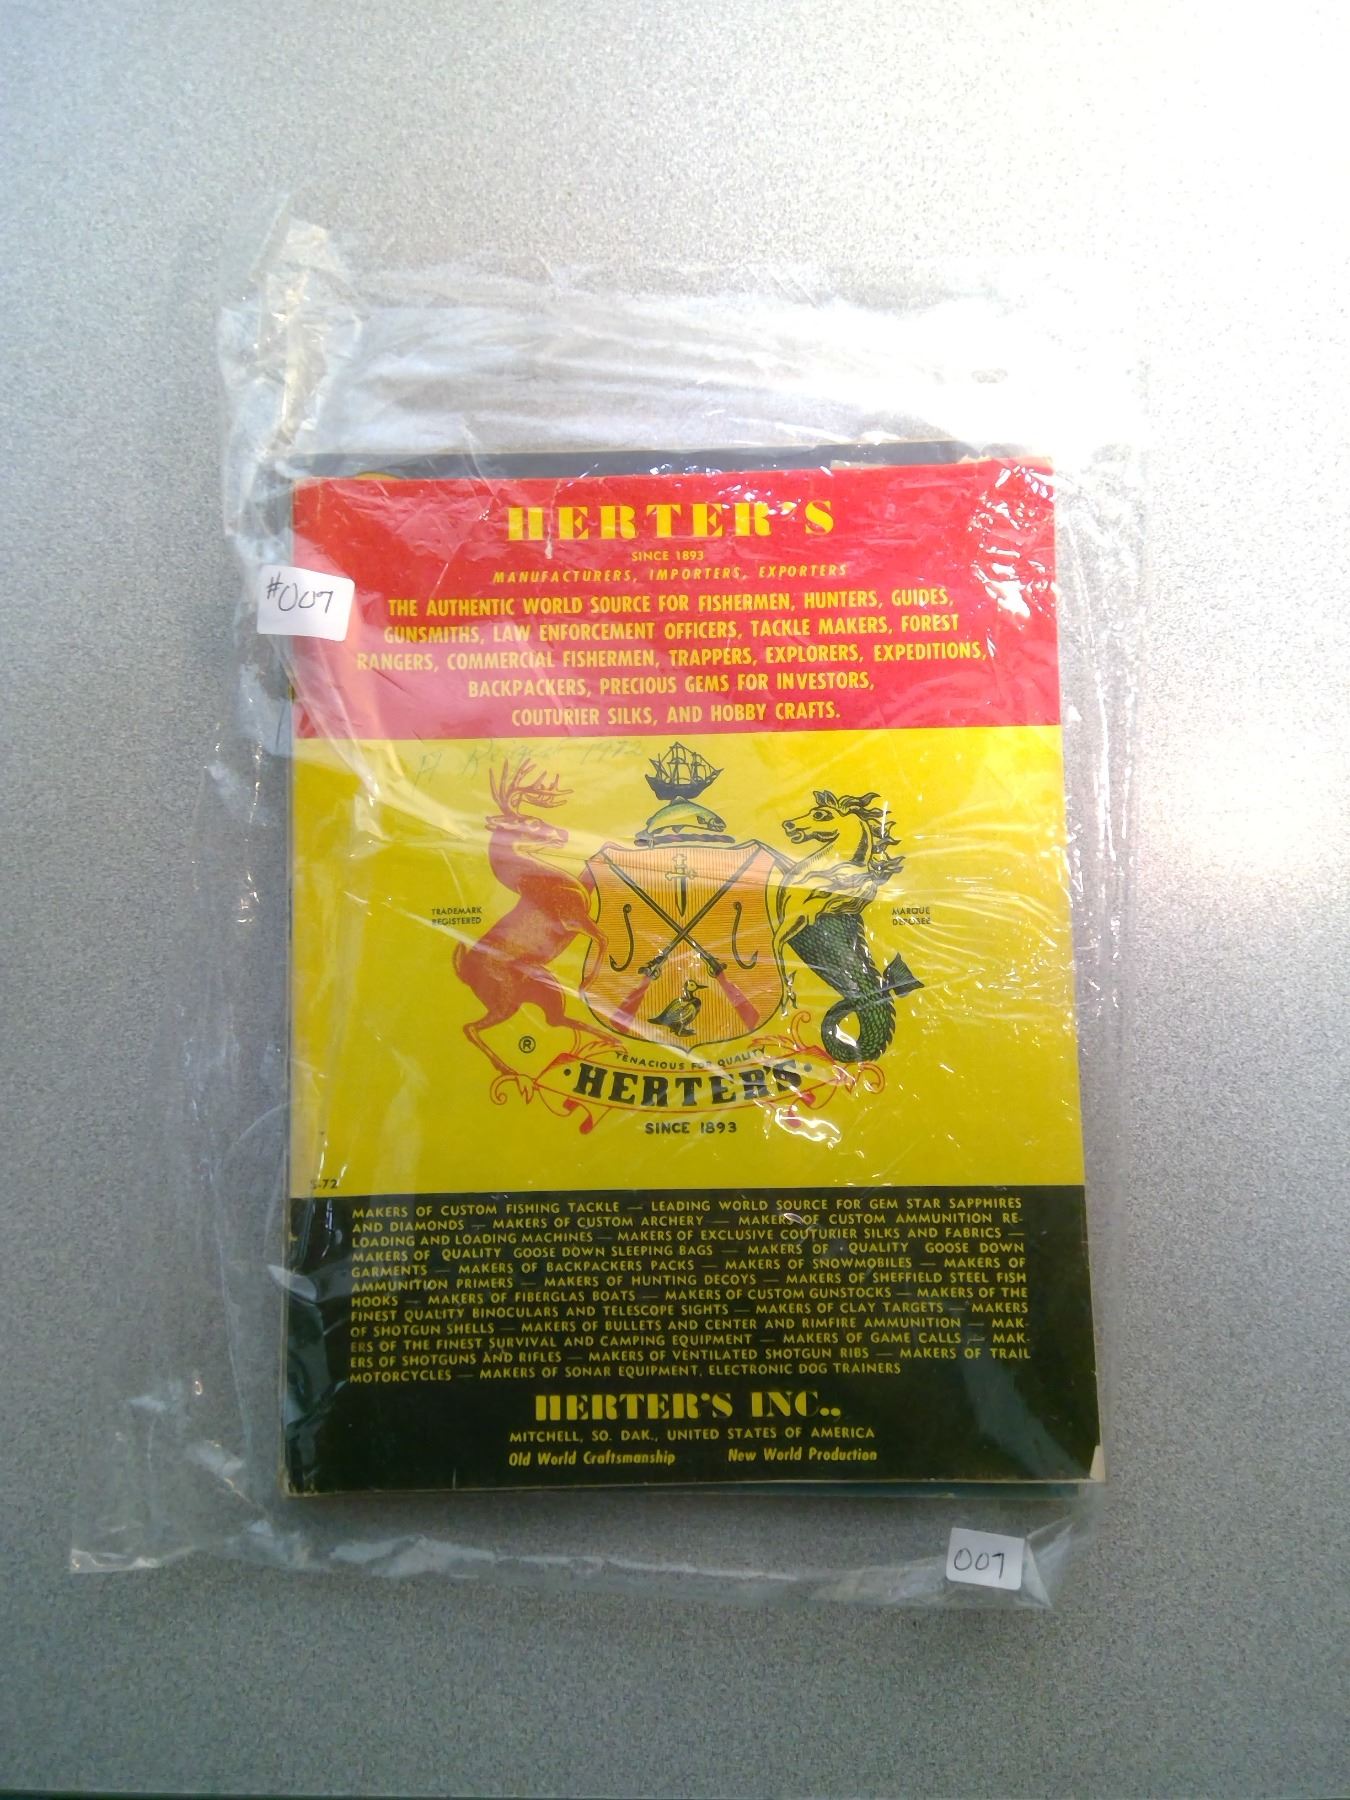 HERTER'S
SINCE 1893
MANUFACTURERS, IMPORTERS, EXPORTERS
#007
THE AUTHENTIC WORLD SOURCE FOR FISHERMEN, HUNTERS, GUIDES,
GUNSMITHS, LAW ENFORCEMENT OFFICERS, TACKLE MAKERS, FOREST
RANGERS, COMMERCIAL FISHERMEN, TRAPPERS, EXPLORERS, EXPEDITIONS,
BACKPACKERS, PRECIOUS GEMS FOR INVESTORS,
COUTURIER SILKS, AND HOBBY CRAFTS.
1972
TRADEMARK
REGISTERED
MARQUE
DEPOSEE
®
TENACIOUS FOR QUALITY
·HERTER'S·
SINCE 1893
MAKERS OF CUSTOM FISHING TACKLE — LEADING WORLD SOURCE FOR GEM STAR SAPPHIRES
AND DIAMONDS — MAKERS OF CUSTOM ARCHERY — MAKERS OF CUSTOM AMMUNITION RE-
LOADING AND LOADING MACHINES — MAKERS OF EXCLUSIVE COUTURIER SILKS AND FABRICS —
MAKERS OF QUALITY GOOSE DOWN SLEEPING BAGS — MAKERS OF QUALITY GOOSE DOWN
GARMENTS — MAKERS OF BACKPACKERS PACKS — MAKERS OF SNOWMOBILES — MAKERS OF
AMMUNITION PRIMERS — MAKERS OF HUNTING DECOYS — MAKERS OF SHEFFIELD STEEL FISH
HOOKS — MAKERS OF FIBERGLAS BOATS — MAKERS OF CUSTOM GUNSTOCKS — MAKERS OF THE
FINEST QUALITY BINOCULARS AND TELESCOPE SIGHTS — MAKERS OF CLAY TARGETS — MAKERS
OF SHOTGUN SHELLS — MAKERS OF BULLETS AND CENTER AND RIMFIRE AMMUNITION — MAK-
ERS OF THE FINEST SURVIVAL AND CAMPING EQUIPMENT — MAKERS OF GAME CALLS — MAK-
ERS OF SHOTGUNS AND RIFLES — MAKERS OF VENTILATED SHOTGUN RIBS — MAKERS OF TRAIL
MOTORCYCLES — MAKERS OF SONAR EQUIPMENT, ELECTRONIC DOG TRAINERS
HERTER'S INC..
MITCHELL, SO. DAK., UNITED STATES OF AMERICA
Old World Craftsmanship New World Production
007